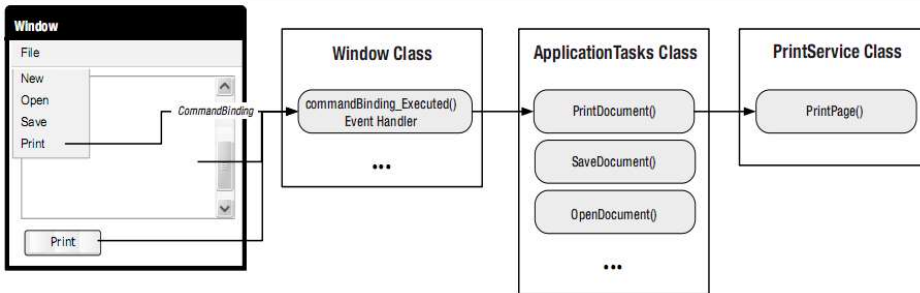 Window
File
New
Open
Save
Print
CommandBinding
Print
Window Class
commandBinding_Executed()
Event Handler
...
ApplicationTasks Class
PrintDocument()
SaveDocument()
OpenDocument()
...
PrintService Class
PrintPage()